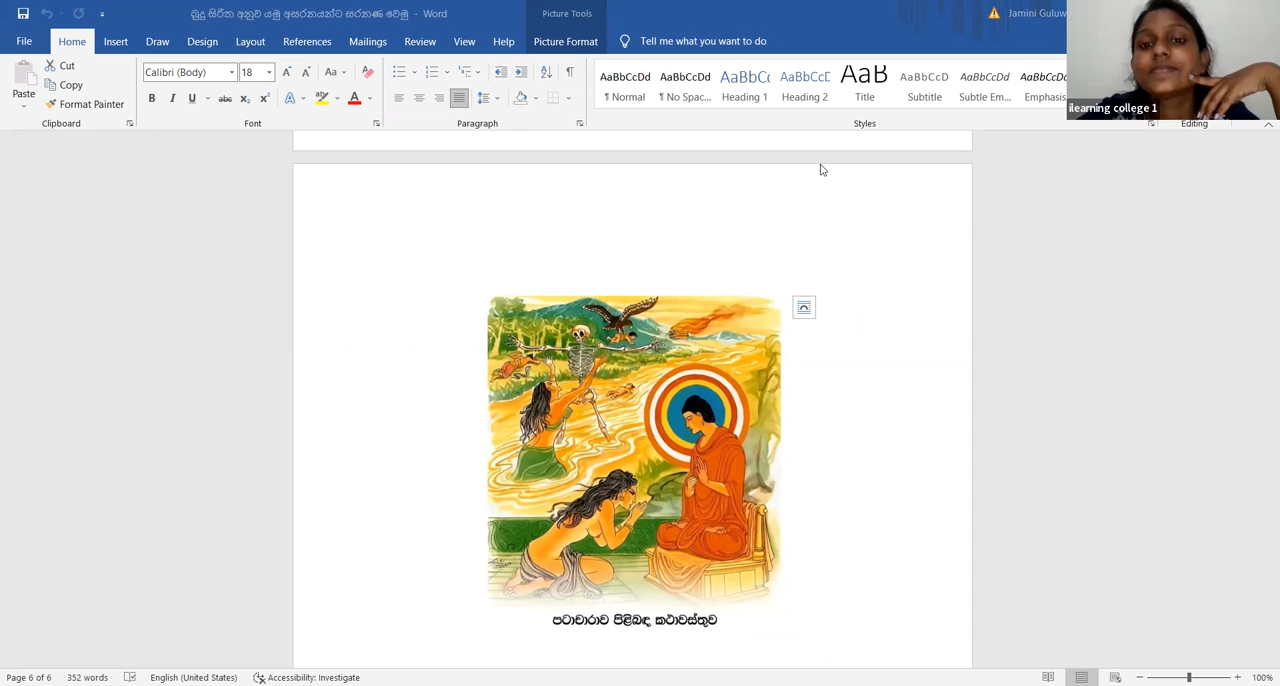 බුදු සිරිත අනුව යමු අසරනයන්ට සරනණ වෙමු - Word
Picture Tools
Jamini Guluw
File Home Insert Draw Design Layout References Mailings Review View Help Picture Format Tell me what you want to do
Paste
Cut
Copy
Format Painter
Clipboard
Calibri (Body) 18
Font
Paragraph
AaBbCcDd AaBbCcDd AaBbCc AaBbCcD AaB AaBbCcD AaBbCcDd AaBbCcDd
¶ Normal ¶ No Spac... Heading 1 Heading 2 Title Subtitle Subtle Em... Emphasis
Styles
Editing
ilearning college 1
පටාචාරාව පිළිබඳ කථාවස්තුව
Page 6 of 6 352 words English (United States) Accessibility: Investigate 100%